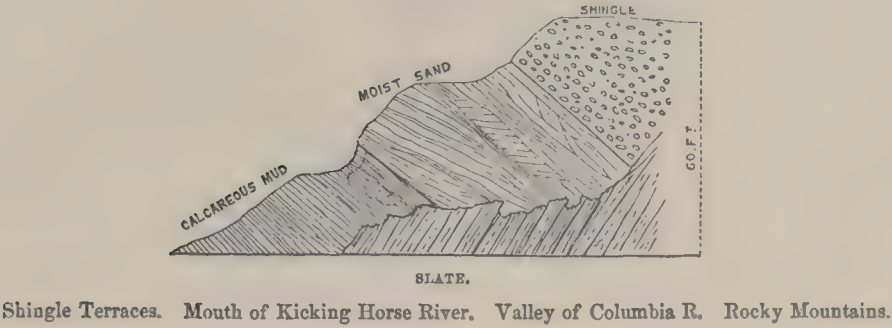 SHINGLE
MOIST SAND
CALCAREOUS MUD
60.FT
SLATE.
Shingle Terraces. Mouth of Kicking Horse River. Valley of Columbia R. Rocky Mountains.